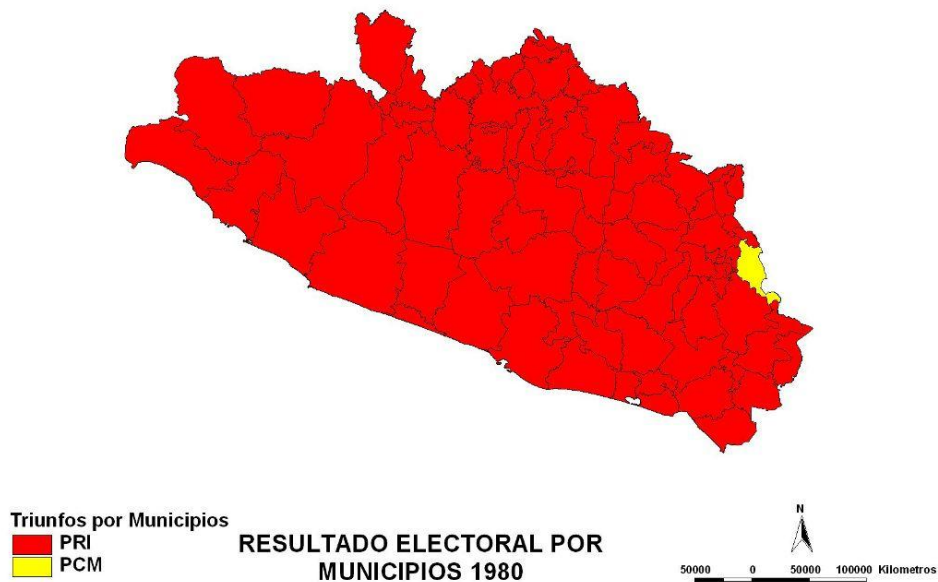 Triunfos por Municipios
PRI
PCM
RESULTADO ELECTORAL POR
MUNICIPIOS 1980
N
50000 0 50000 100000 Kilometros